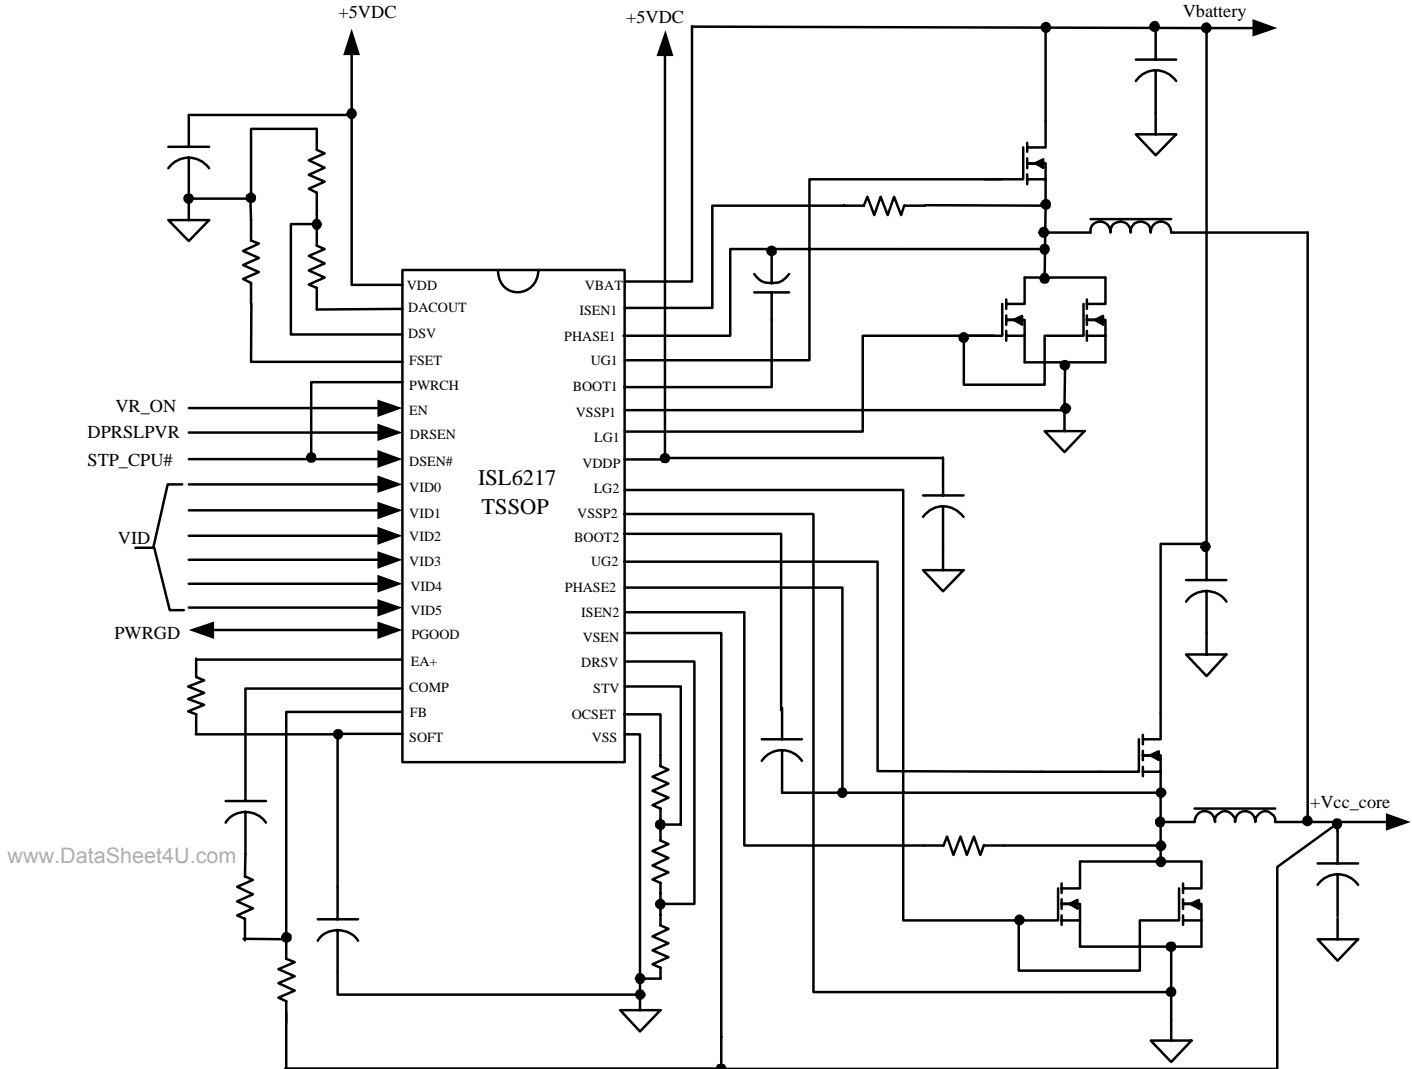 +5VDC
+5VDC
Vbattery
VDD
DACOUT
DSV
FSET
PWRCH
EN
DRSEN
DSEN#
VID0
VID1
VID2
VID3
VID4
VID5
PGOOD
EA+
COMP
FB
SOFT
VR_ON
DPRSLPVR
STP_CPU#
VID
PWRGD
ISL6217
TSSOP
VBAT
ISEN1
PHASE1
UG1
BOOT1
VSSP1
LG1
VDDP
LG2
VSSP2
BOOT2
UG2
PHASE2
ISEN2
VSEN
DRSV
STV
OCSET
VSS
+Vcc_core
www.DataSheet4U.com